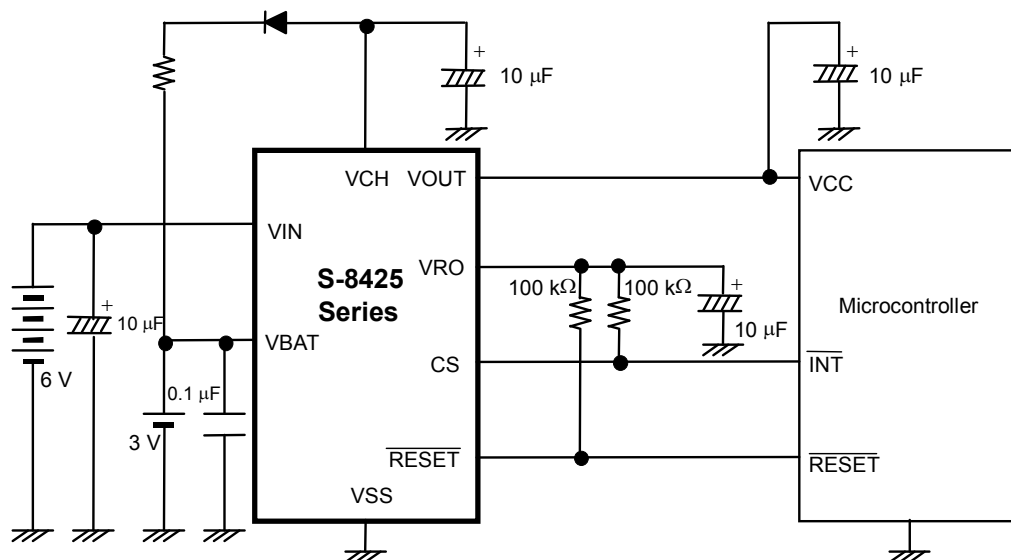 +
10 μF
+
10 μF
VCH
VOUT
VCC
VIN
S-8425
Series
VRO
100 kΩ
100 kΩ
+
10 μF
Microcontroller
+
10 μF
VBAT
CS
INT
6 V
0.1 μF
3 V
RESET
RESET
VSS